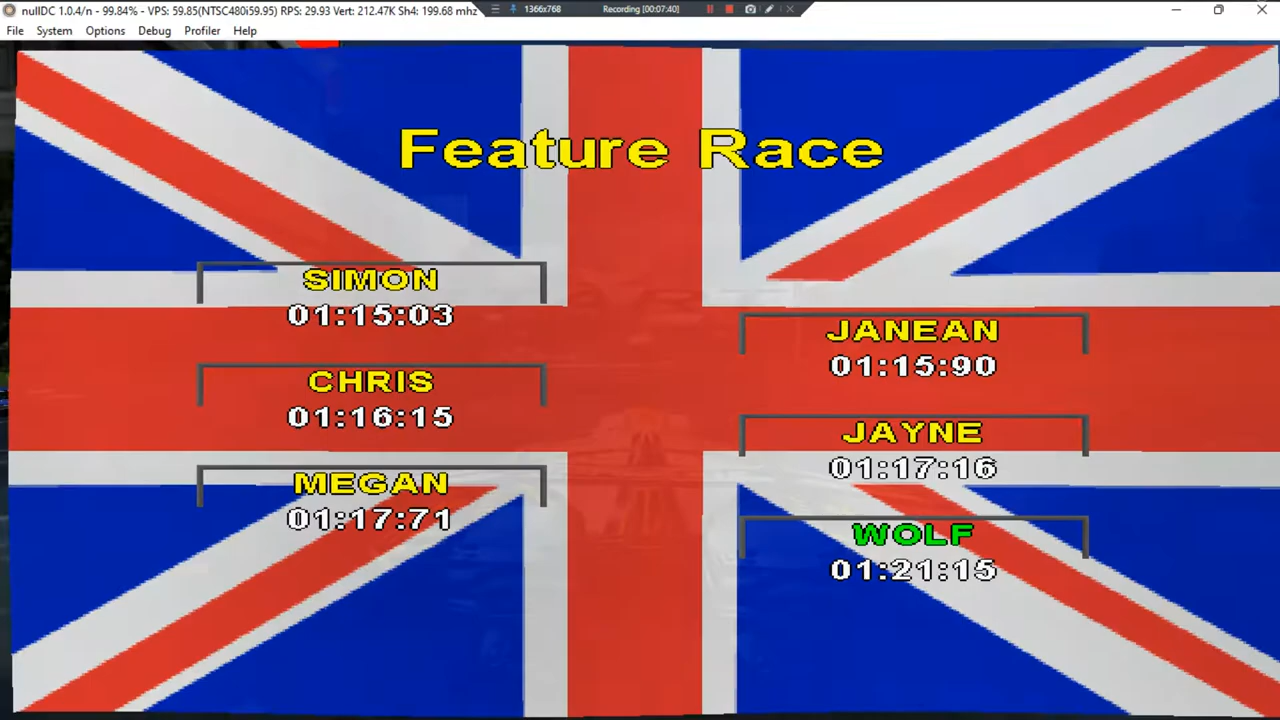 nullDC 1.0.4/n - 99.84% - VPS: 59.85(NTSC480i59.95) RPS: 29.93 Vert: 212.47K Sh4: 199.68 mhz
1366x768
Recording [00:07:40]
File System Options Debug Profiler Help
Feature Race
SIMON
01:15:03
JANEAN
01:15:90
CHRIS
01:16:15
JAYNE
01:17:16
MEGAN
01:17:71
WOLF
01:21:15